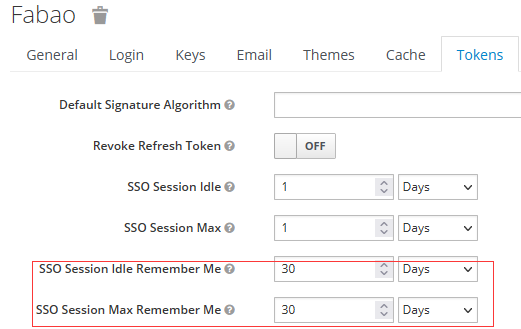 Fabao
General Login Keys Email Themes Cache Tokens
Default Signature Algorithm
Revoke Refresh Token OFF
SSO Session Idle 1 Days
SSO Session Max 1 Days
SSO Session Idle Remember Me 30 Days
SSO Session Max Remember Me 30 Days